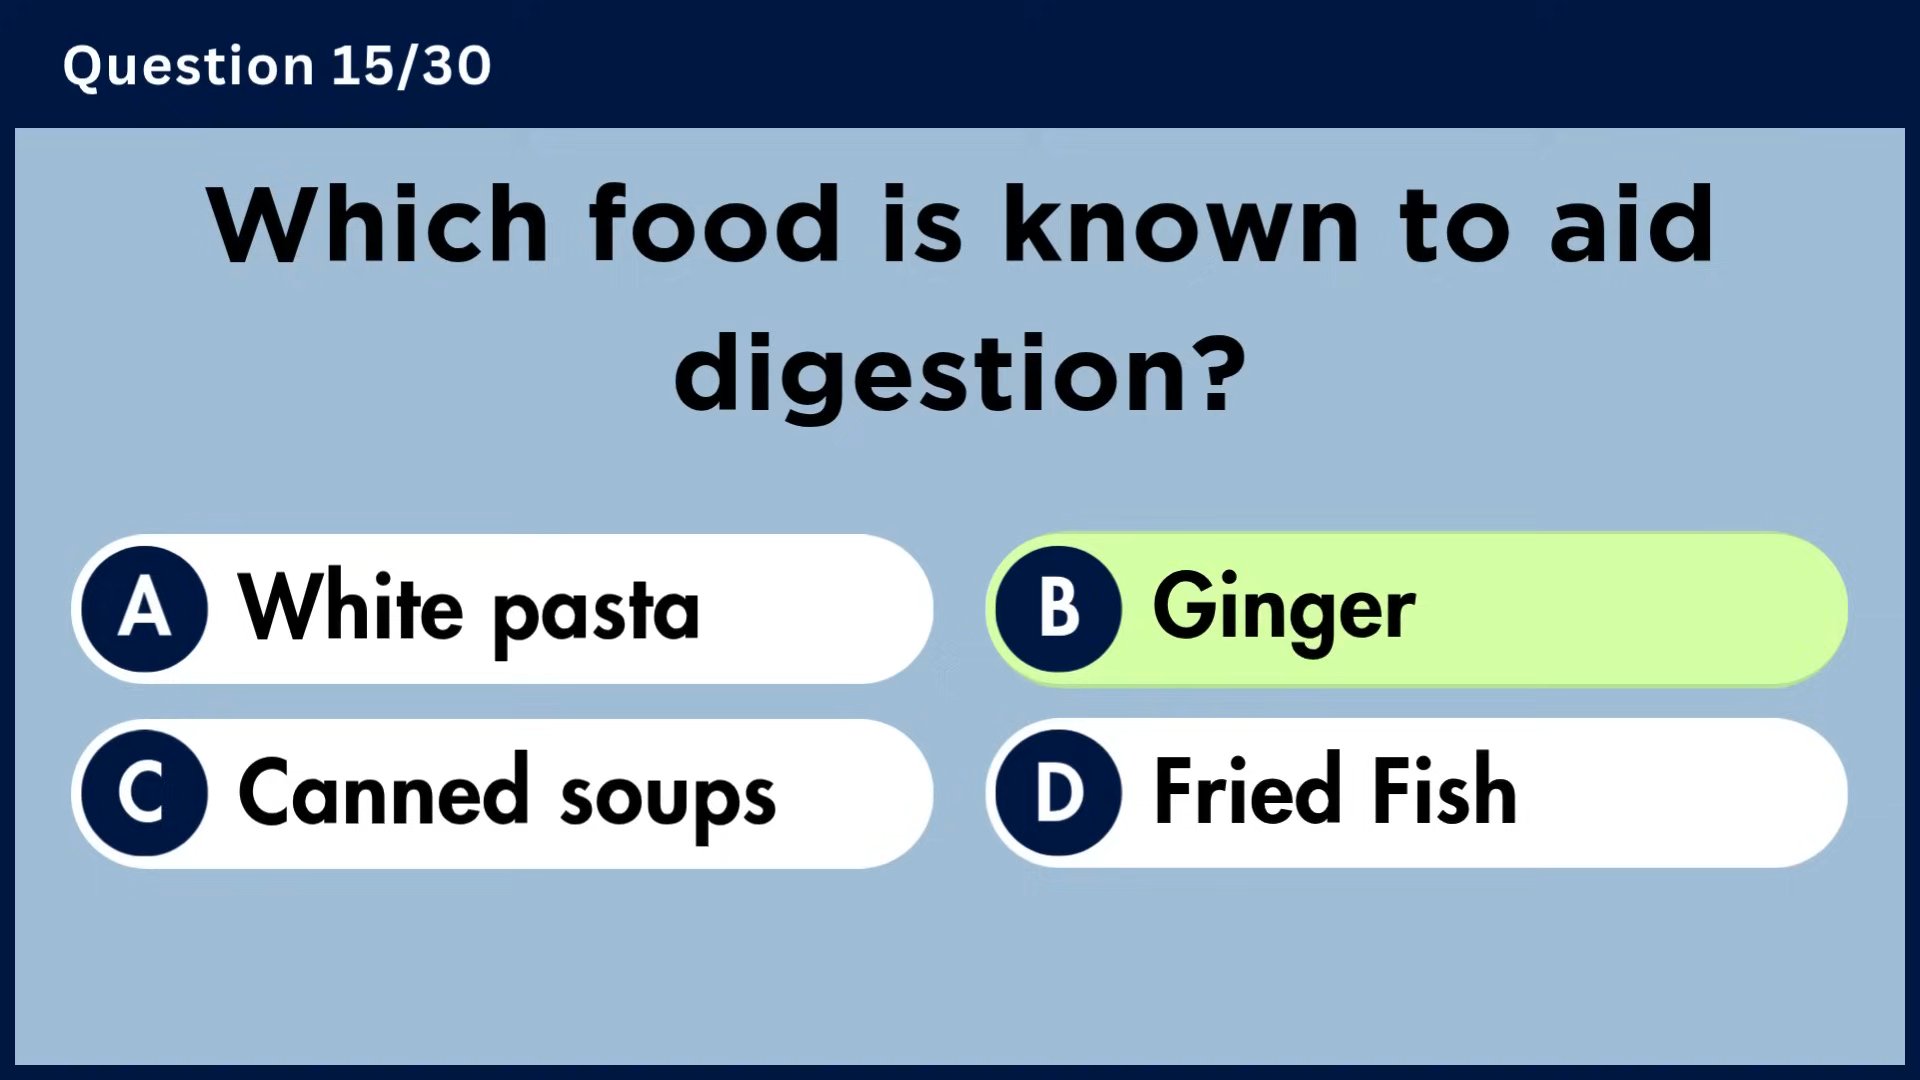 Question 15/30
Which food is known to aid
digestion?
A White pasta
B Ginger
C Canned soups
D Fried Fish